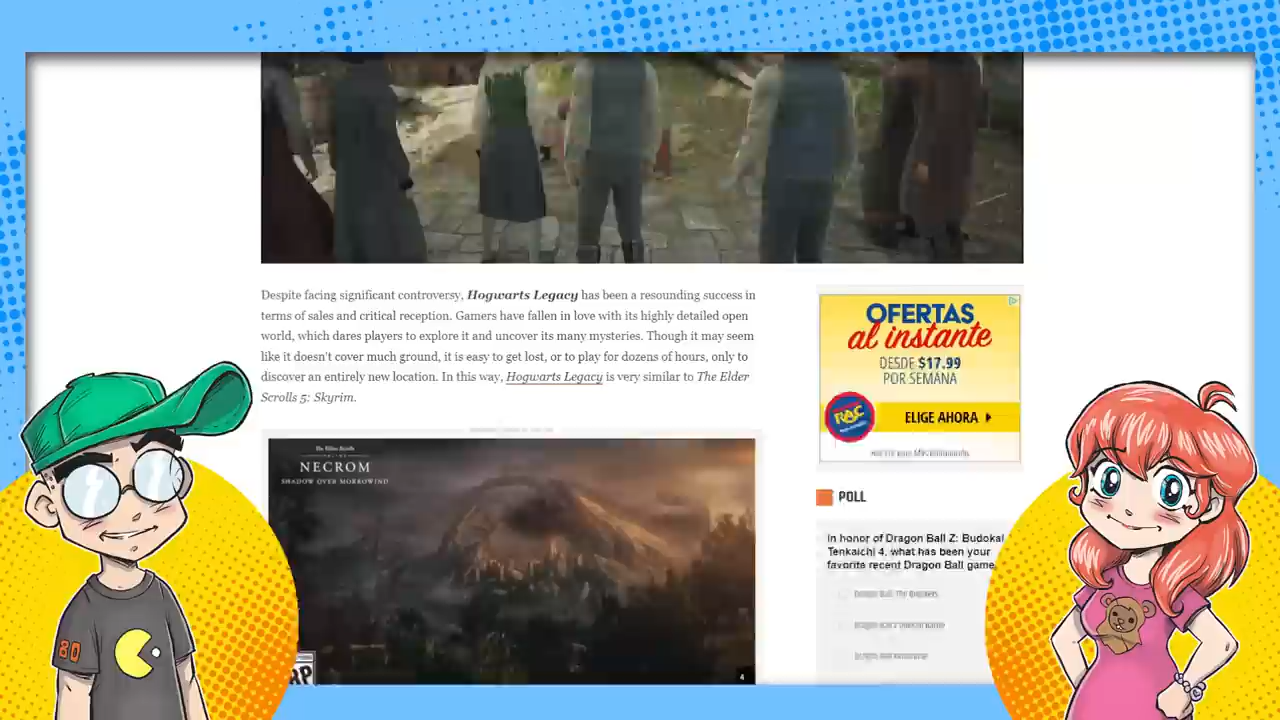 Despite facing significant controversy, Hogwarts Legacy has been a resounding success in
terms of sales and critical reception. Gamers have fallen in love with its highly detailed open
world, which dares players to explore it and uncover its many mysteries. Though it may seem
like it doesn't cover much ground, it is easy to get lost, or to play for dozens of hours, only to
discover an entirely new location. In this way, Hogwarts Legacy is very similar to The Elder
Scrolls 5: Skyrim.
The Elder Scrolls
NECROM
SHADOW OVER MORROWIND
4
OFERTAS
al instante
DESDE $17.99
POR SEMANA
RAC
ELIGE AHORA
POLL
In honor of Dragon Ball Z: Budokai
Tenkaichi 4, what has been your
favorite recent Dragon Ball game
80